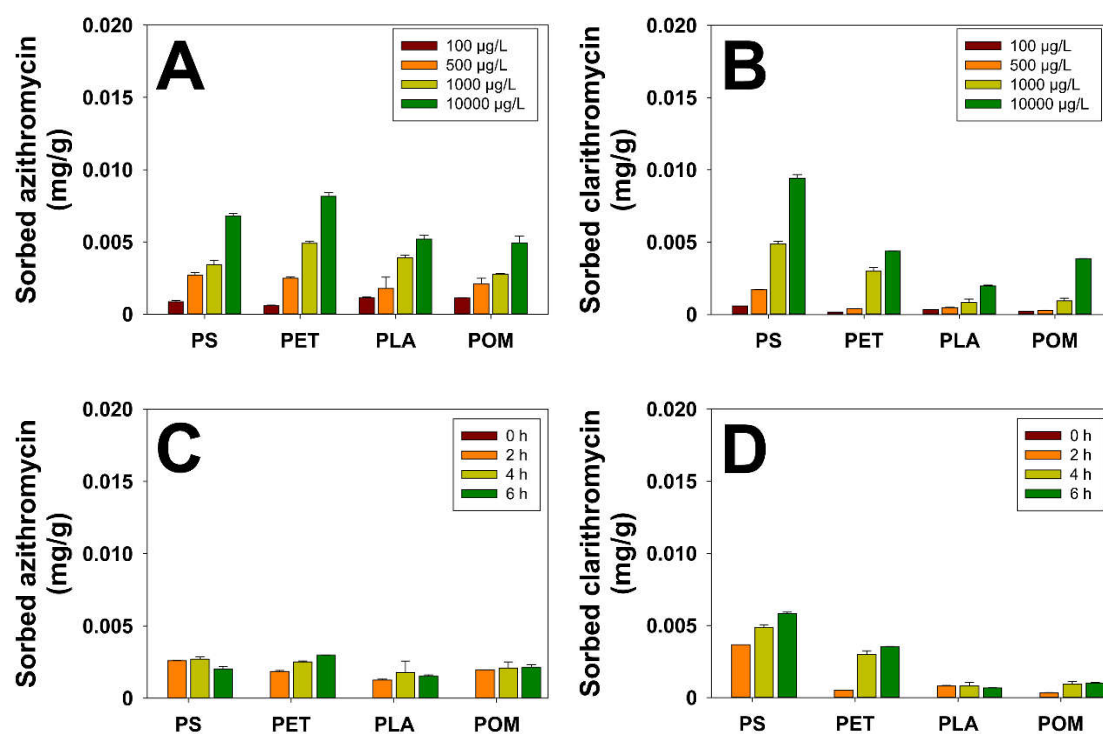 A
Sorbed azithromycin
(mg/g)
0.020
0.015
0.010
0.005
0
100 µg/L
500 µg/L
1000 µg/L
10000 µg/L
PS PET PLA POM
B
Sorbed clarithromycin
(mg/g)
0.020
0.015
0.010
0.005
0
100 µg/L
500 µg/L
1000 µg/L
10000 µg/L
PS PET PLA POM
C
Sorbed azithromycin
(mg/g)
0.020
0.015
0.010
0.005
0
0 h
2 h
4 h
6 h
PS PET PLA POM
D
Sorbed clarithromycin
(mg/g)
0.020
0.015
0.010
0.005
0
0 h
2 h
4 h
6 h
PS PET PLA POM